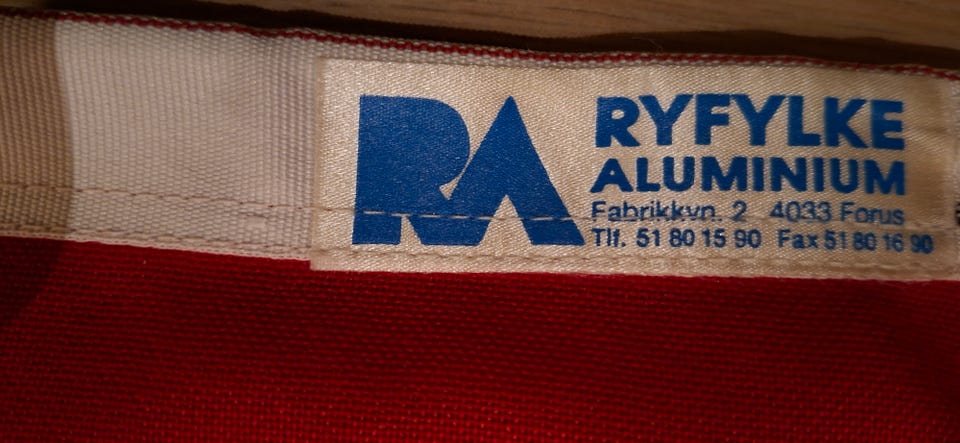 RA
RYFYLKE
ALUMINIUM
Fabrikkvn. 2 4033 Forus
Tlf. 51 80 15 90 Fax 51 80 16 90